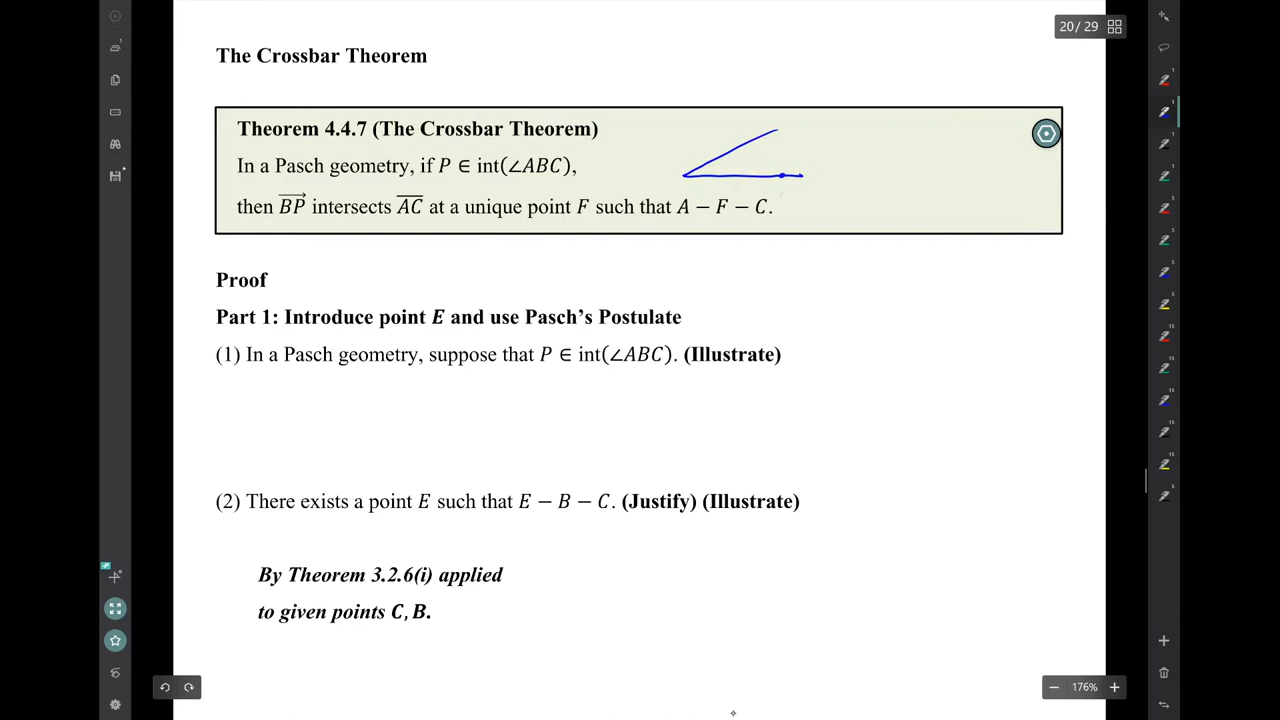 20 / 29
The Crossbar Theorem
Theorem 4.4.7 (The Crossbar Theorem)
In a Pasch geometry, if P ∈ int(∠ABC),
then B͞P⃗ intersects A͞C at a unique point F such that A − F − C.
Proof
Part 1: Introduce point E and use Pasch’s Postulate
(1) In a Pasch geometry, suppose that P ∈ int(∠ABC). (Illustrate)
(2) There exists a point E such that E − B − C. (Justify) (Illustrate)
By Theorem 3.2.6(i) applied
to given points C, B.
176%